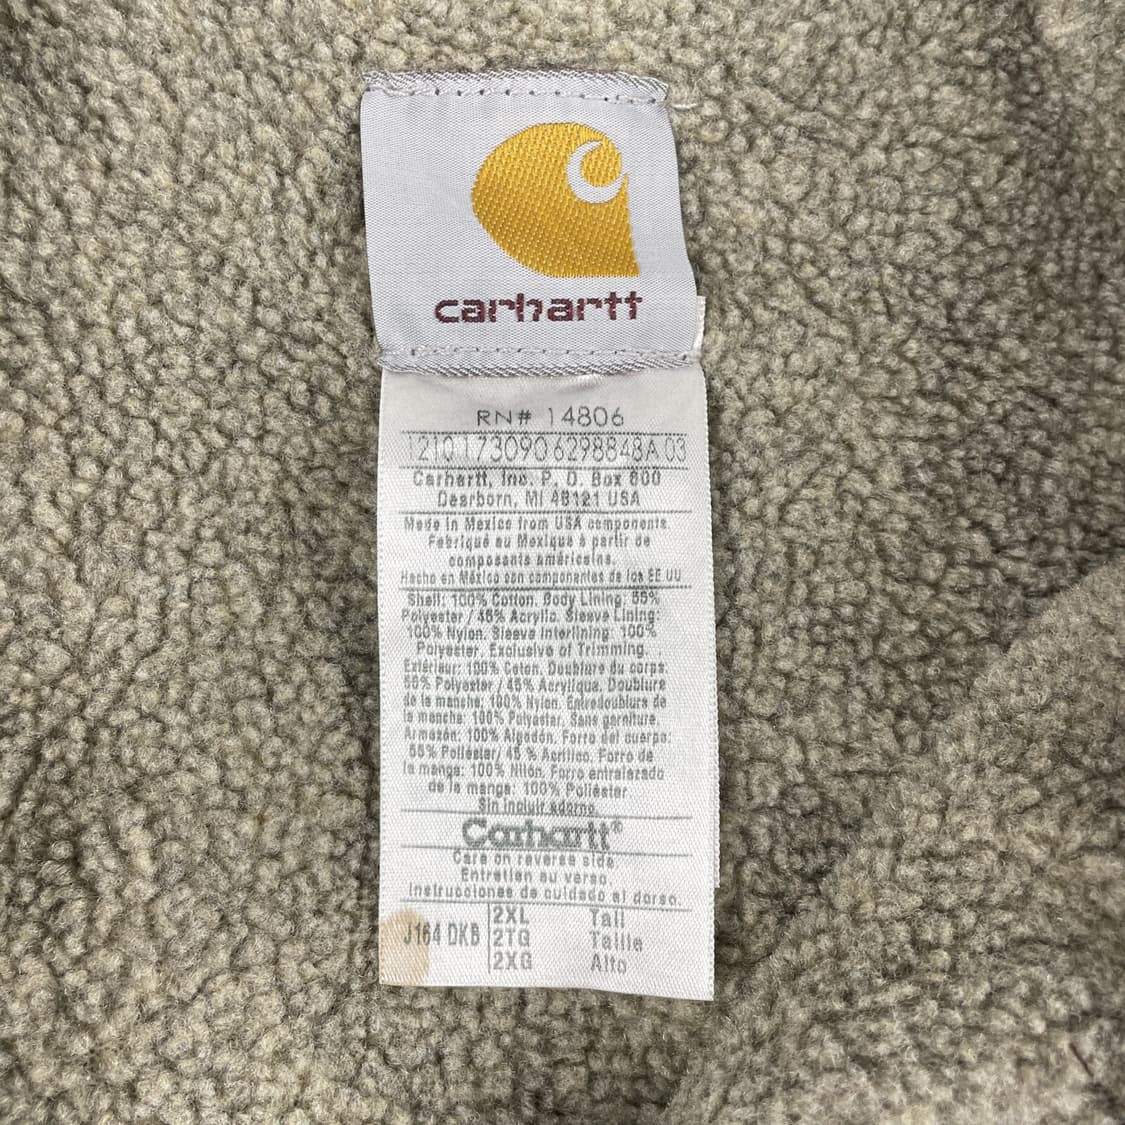 carhartt
RN# 14806
12101730906298848A 03
Carhartt, Inc. P. O. Box 600
Dearborn, MI 48121 USA
Made in Mexico from USA components.
Fabriqué au Mexique à partir de
composants américains.
Hecho en México con componentes de los EE UU
Shell: 100% Cotton. Body Lining: 55%
Polyester / 45% Acrylic. Sleeve Lining:
100% Nylon. Sleeve Interlining: 100%
Polyester, Exclusive of Trimming.
Extérieur: 100% Coton. Doublure du corps:
55% Polyester / 45% Acrylique. Doublure
de la manche: 100% Nylon. Entredoublure de
la manche: 100% Polyester. Sans garniture.
Armazón: 100% Algodón. Forro del cuerpo:
55% Poliéster/ 45 % Acrílico. Forro de
la manga: 100% Nilón. Forro entrelazado
de la manga: 100% Poliéster
Sin incluir adorno.
Carhartt®
Care on reverse side.
Entretien au verso.
Instrucciones de cuidado al dorso.
J164 DKB 2XL Tall
2TG Taille
2XG Alto